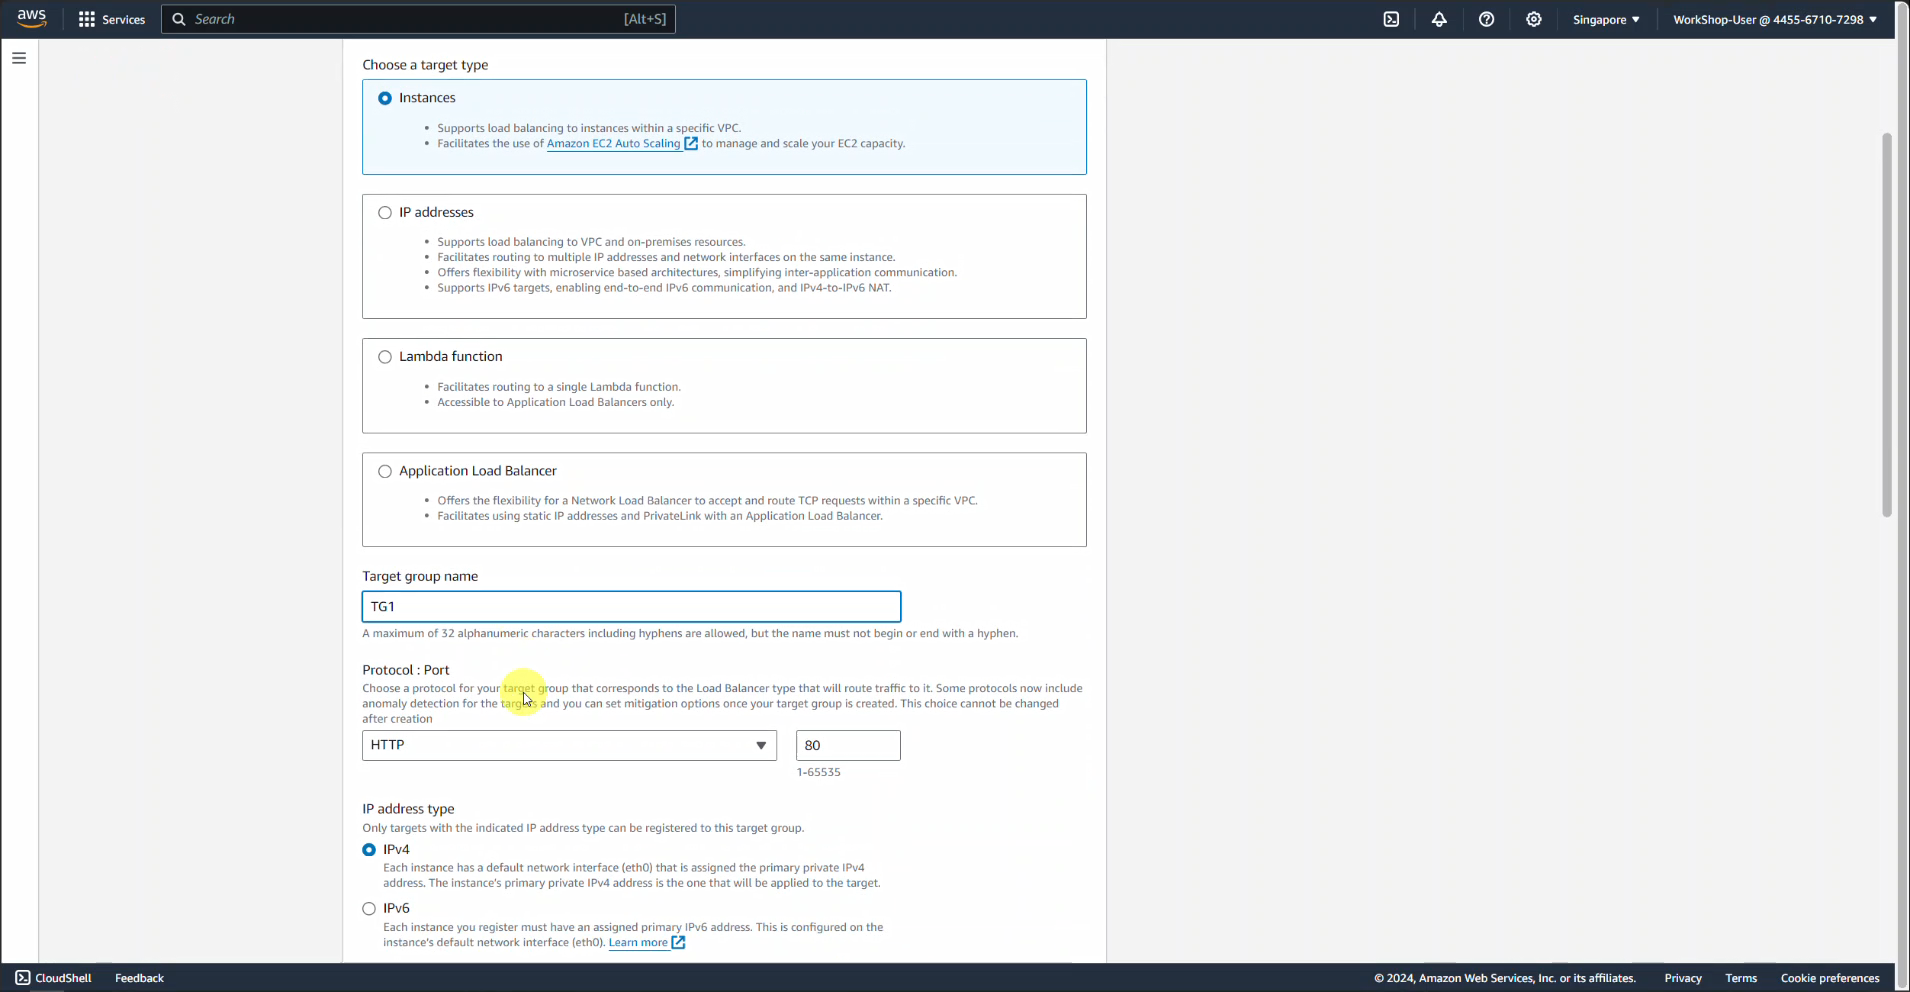 aws
Services
Search
[Alt+S]
Singapore
WorkShop-User @ 4455-6710-7298
Choose a target type
Instances
Supports load balancing to instances within a specific VPC.
Facilitates the use of Amazon EC2 Auto Scaling to manage and scale your EC2 capacity.
IP addresses
Supports load balancing to VPC and on-premises resources.
Facilitates routing to multiple IP addresses and network interfaces on the same instance.
Offers flexibility with microservice based architectures, simplifying inter-application communication.
Supports IPv6 targets, enabling end-to-end IPv6 communication, and IPv4-to-IPv6 NAT.
Lambda function
Facilitates routing to a single Lambda function.
Accessible to Application Load Balancers only.
Application Load Balancer
Offers the flexibility for a Network Load Balancer to accept and route TCP requests within a specific VPC.
Facilitates using static IP addresses and PrivateLink with an Application Load Balancer.
Target group name
TG1
A maximum of 32 alphanumeric characters including hyphens are allowed, but the name must not begin or end with a hyphen.
Protocol : Port
Choose a protocol for your target group that corresponds to the Load Balancer type that will route traffic to it. Some protocols now include
anomaly detection for the targets and you can set mitigation options once your target group is created. This choice cannot be changed
after creation
HTTP
80
1-65535
IP address type
Only targets with the indicated IP address type can be registered to this target group.
IPv4
Each instance has a default network interface (eth0) that is assigned the primary private IPv4
address. The instance's primary private IPv4 address is the one that will be applied to the target.
IPv6
Each instance you register must have an assigned primary IPv6 address. This is configured on the
instance's default network interface (eth0). Learn more
CloudShell
Feedback
© 2024, Amazon Web Services, Inc. or its affiliates.
Privacy
Terms
Cookie preferences